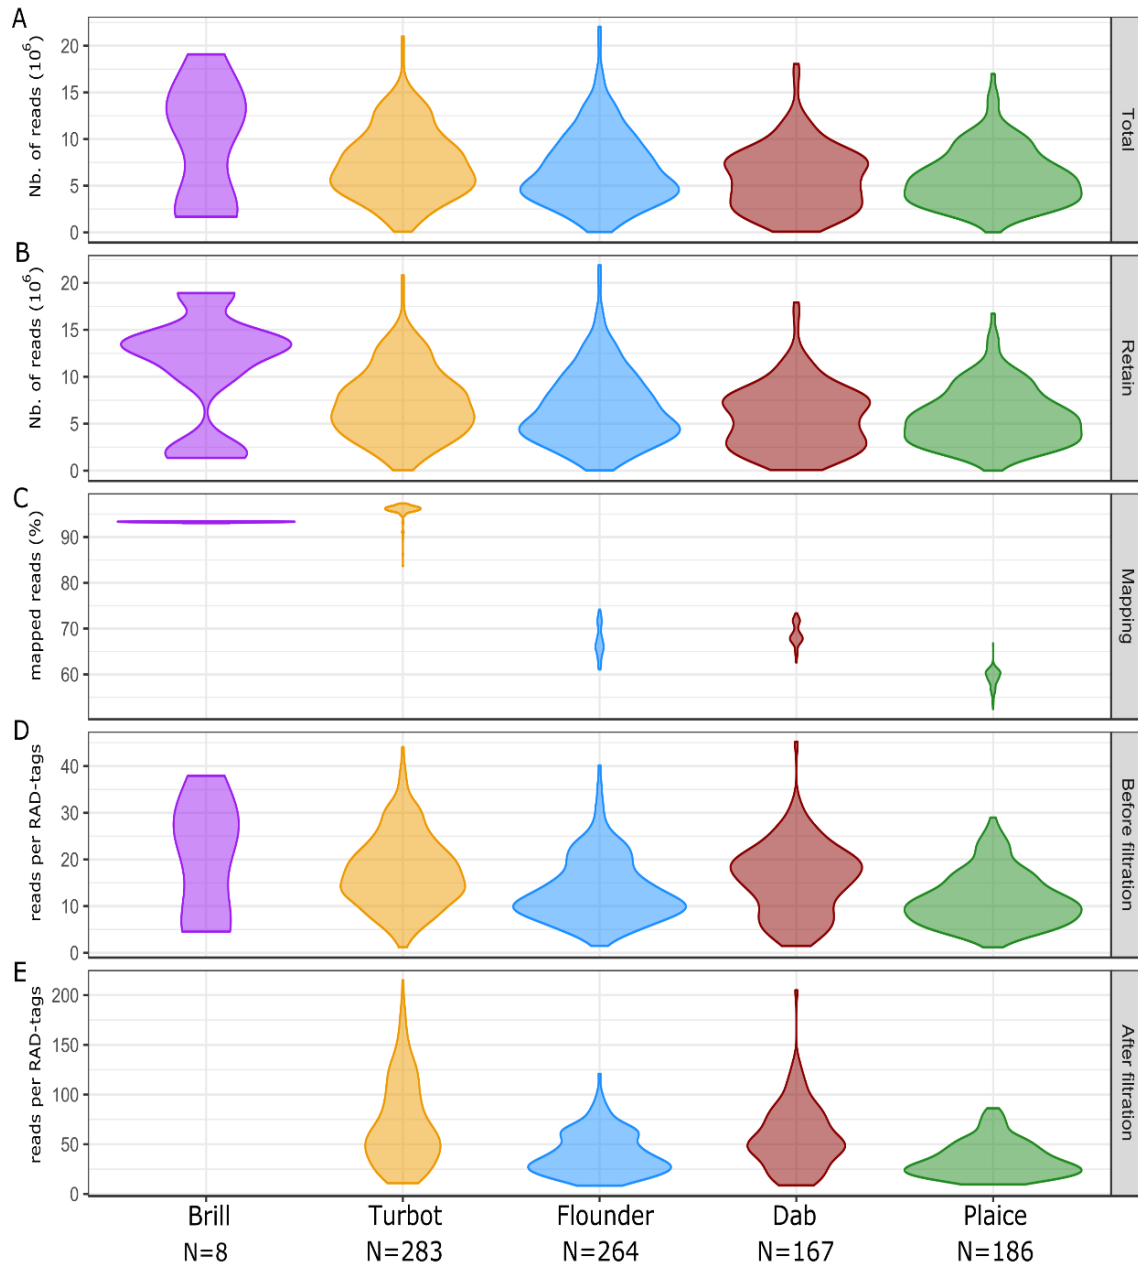 A
Nb. of reads (10⁶)
20
15
10
5
0
Total
B
Nb. of reads (10⁶)
20
15
10
5
0
Retain
C
mapped reads (%)
90
80
70
60
Mapping
D
reads per RAD-tags
40
30
20
10
0
Before filtration
E
reads per RAD-tags
200
150
100
50
0
After filtration
Brill Turbot Flounder Dab Plaice
N=8 N=283 N=264 N=167 N=186